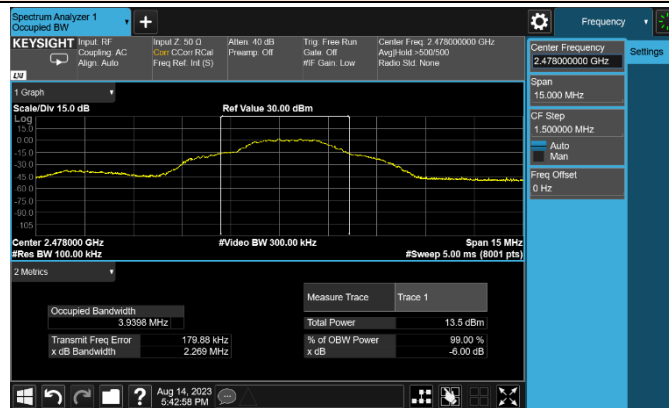 Spectrum Analyzer 1
Occupied BW
+
Frequency
KEYSIGHT
Input: RF
Coupling: AC
Align: Auto
Input Z: 50 Ω
Corr CCorr RCal
Freq Ref: Int (S)
Atten: 40 dB
Preamp: Off
Trig: Free Run
Gate: Off
#IF Gain: Low
Center Freq: 2.478000000 GHz
Avg|Hold:>500/500
Radio Std: None
LXI
Center Frequency
2.478000000 GHz
Settings
Span
15.000 MHz
CF Step
1.500000 MHz
Auto
Man
Freq Offset
0 Hz
1 Graph
Scale/Div 15.0 dB
Ref Value 30.00 dBm
Log
15.0
0.00
-15.0
-30.0
-45.0
-60.0
-75.0
-90.0
-105
Center 2.478000 GHz
#Video BW 300.00 kHz
Span 15 MHz
#Res BW 100.00 kHz
#Sweep 5.00 ms (8001 pts)
2 Metrics
Measure Trace
Trace 1
Occupied Bandwidth
3.9398 MHz
Total Power
13.5 dBm
Transmit Freq Error
179.88 kHz
% of OBW Power
99.00 %
x dB Bandwidth
2.269 MHz
x dB
-6.00 dB
?
Aug 14, 2023
5:42:58 PM